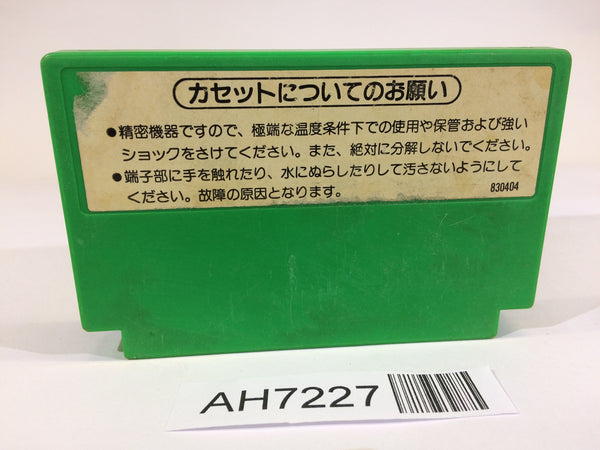 カセットについてのお願い
●精密機器ですので、極端な温度条件下での使用や保管および強い
ショックをさけてください。また、絶対に分解しないでください。
●端子部に手を触れたり、水にぬらしたりして汚さないようにして
ください。故障の原因となります。
830404
AH7227